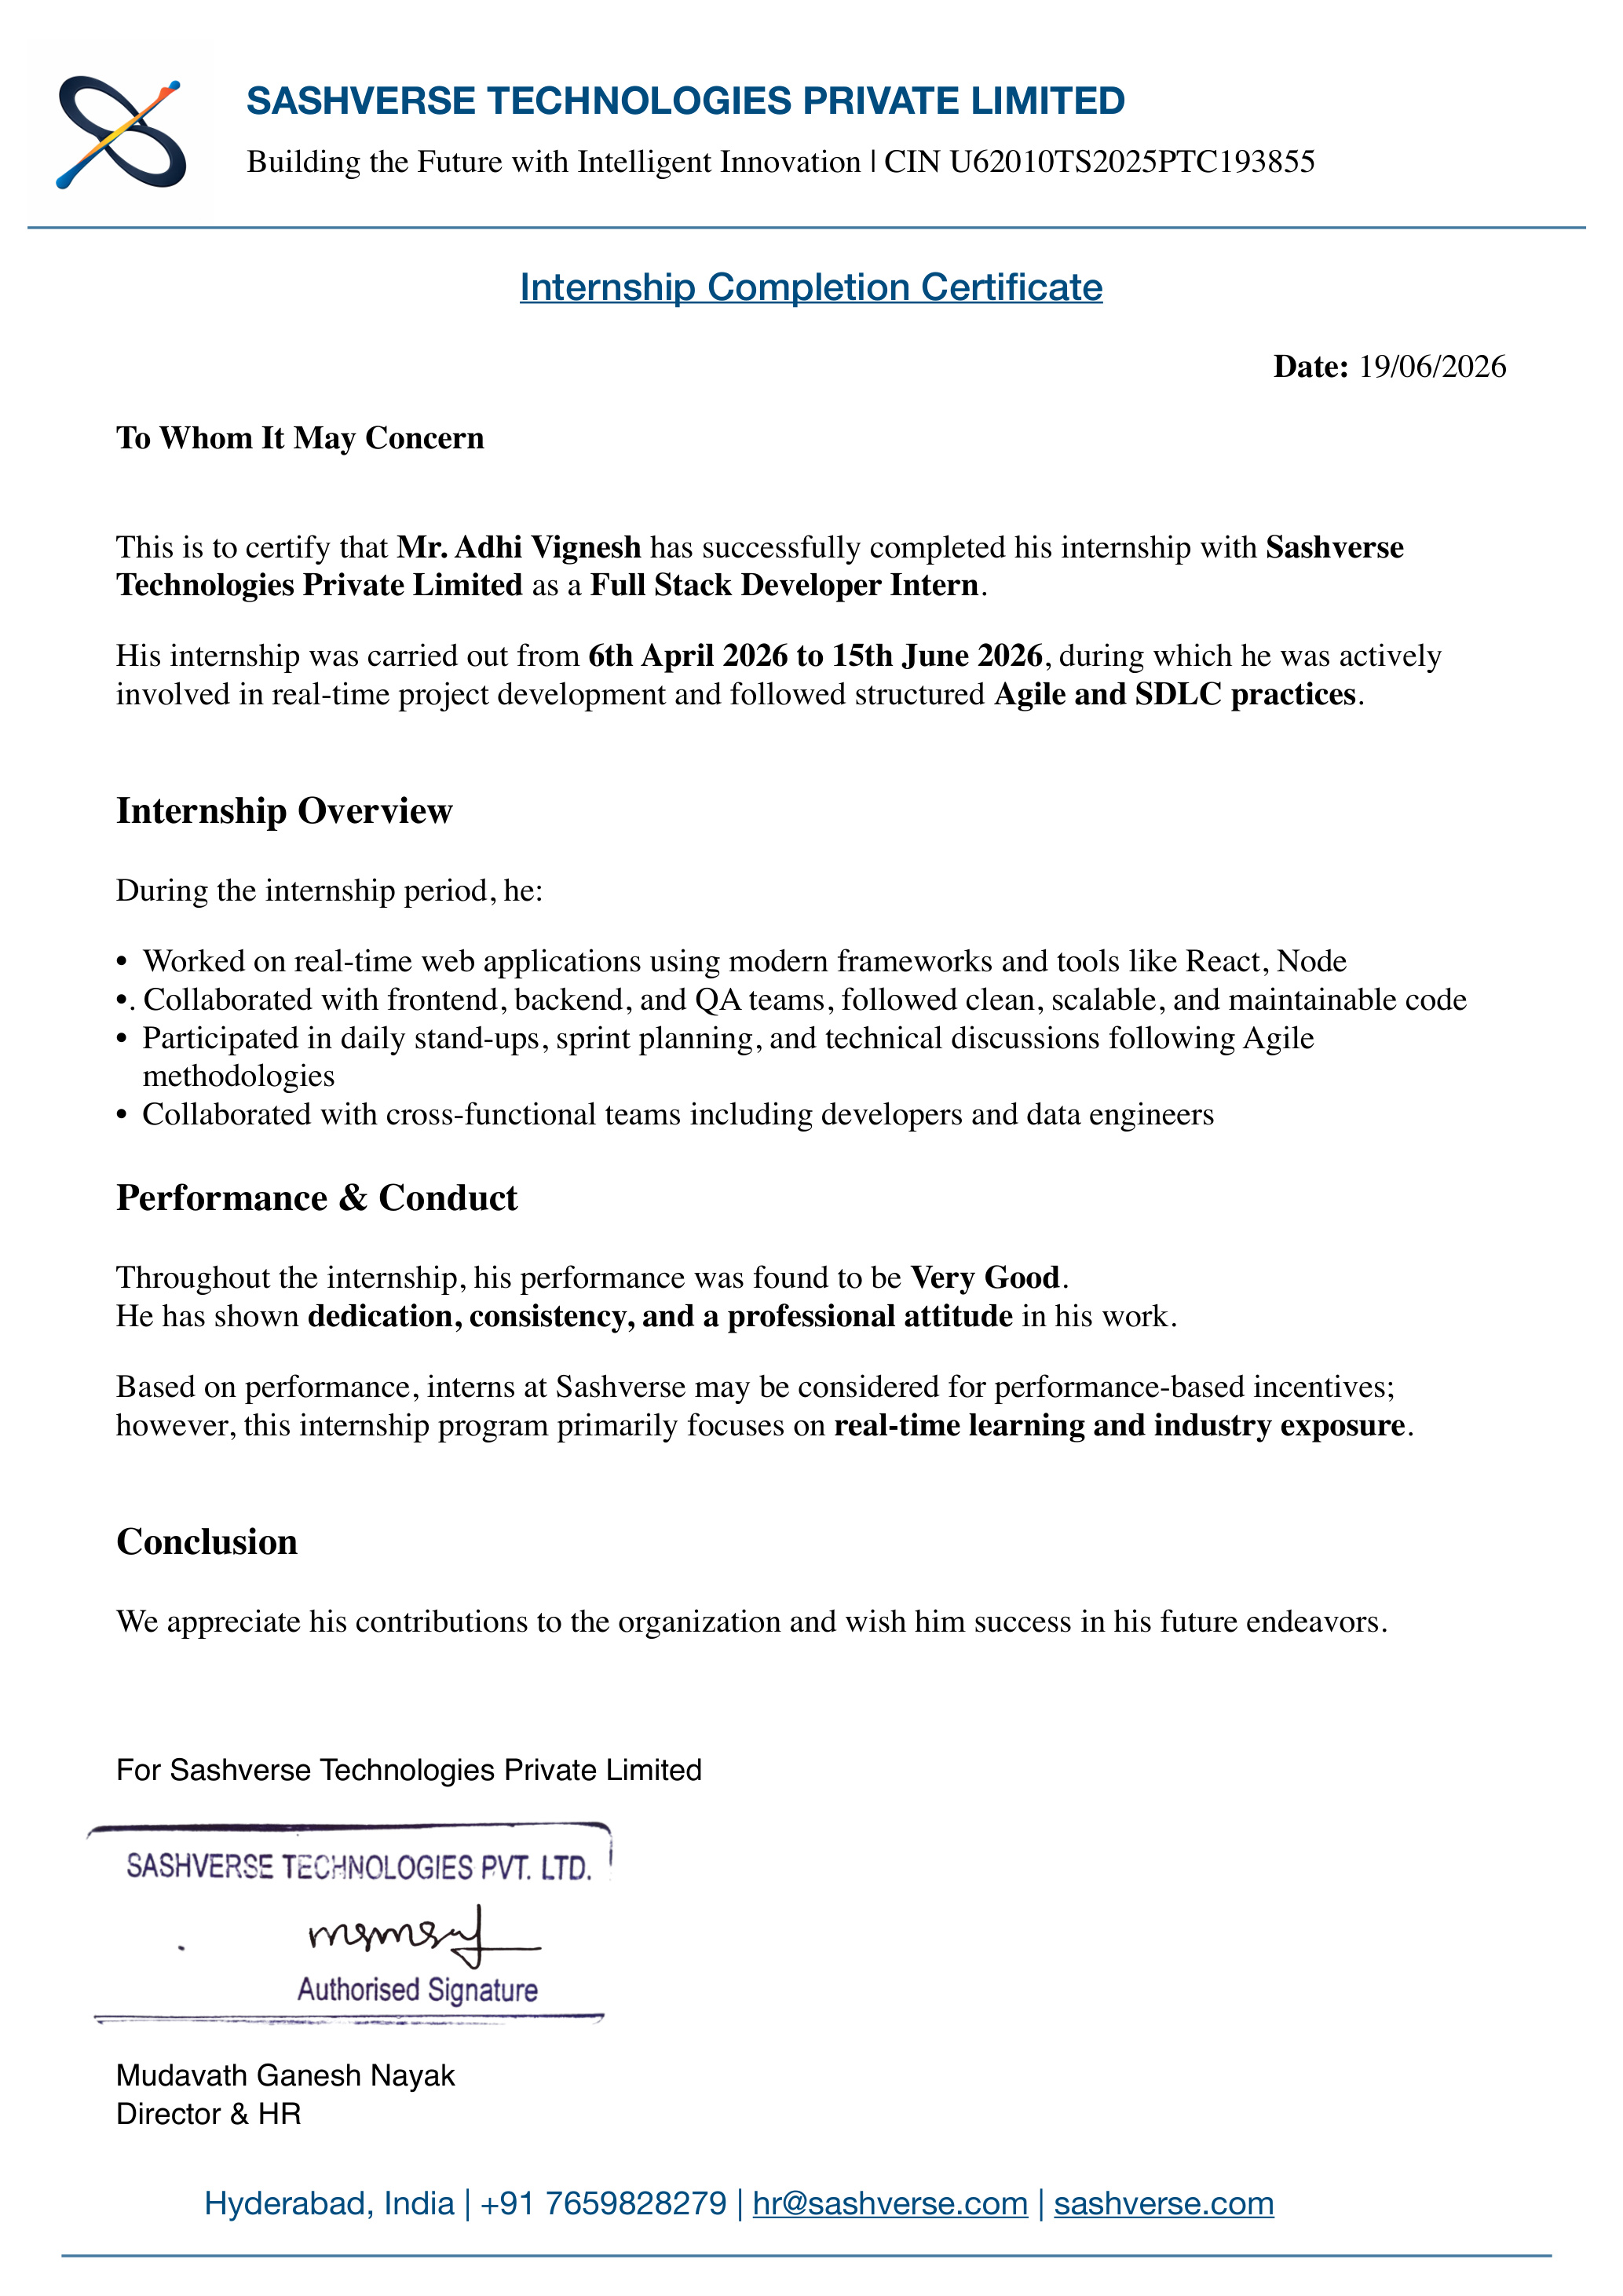 SASHVERSE TECHNOLOGIES PRIVATE LIMITED
Building the Future with Intelligent Innovation | CIN U62010TS2025PTC193855
Internship Completion Certificate
Date: 19/06/2026
To Whom It May Concern
This is to certify that Mr. Adhi Vignesh has successfully completed his internship with Sashverse
Technologies Private Limited as a Full Stack Developer Intern.
His internship was carried out from 6th April 2026 to 15th June 2026, during which he was actively
involved in real-time project development and followed structured Agile and SDLC practices.
Internship Overview
During the internship period, he:
• Worked on real-time web applications using modern frameworks and tools like React, Node
•. Collaborated with frontend, backend, and QA teams, followed clean, scalable, and maintainable code
• Participated in daily stand-ups, sprint planning, and technical discussions following Agile
methodologies
• Collaborated with cross-functional teams including developers and data engineers
Performance & Conduct
Throughout the internship, his performance was found to be Very Good.
He has shown dedication, consistency, and a professional attitude in his work.
Based on performance, interns at Sashverse may be considered for performance-based incentives;
however, this internship program primarily focuses on real-time learning and industry exposure.
Conclusion
We appreciate his contributions to the organization and wish him success in his future endeavors.
For Sashverse Technologies Private Limited
SASHVERSE TECHNOLOGIES PVT. LTD.
Authorised Signature
Mudavath Ganesh Nayak
Director & HR
Hyderabad, India | +91 7659828279 | hr@sashverse.com | sashverse.com